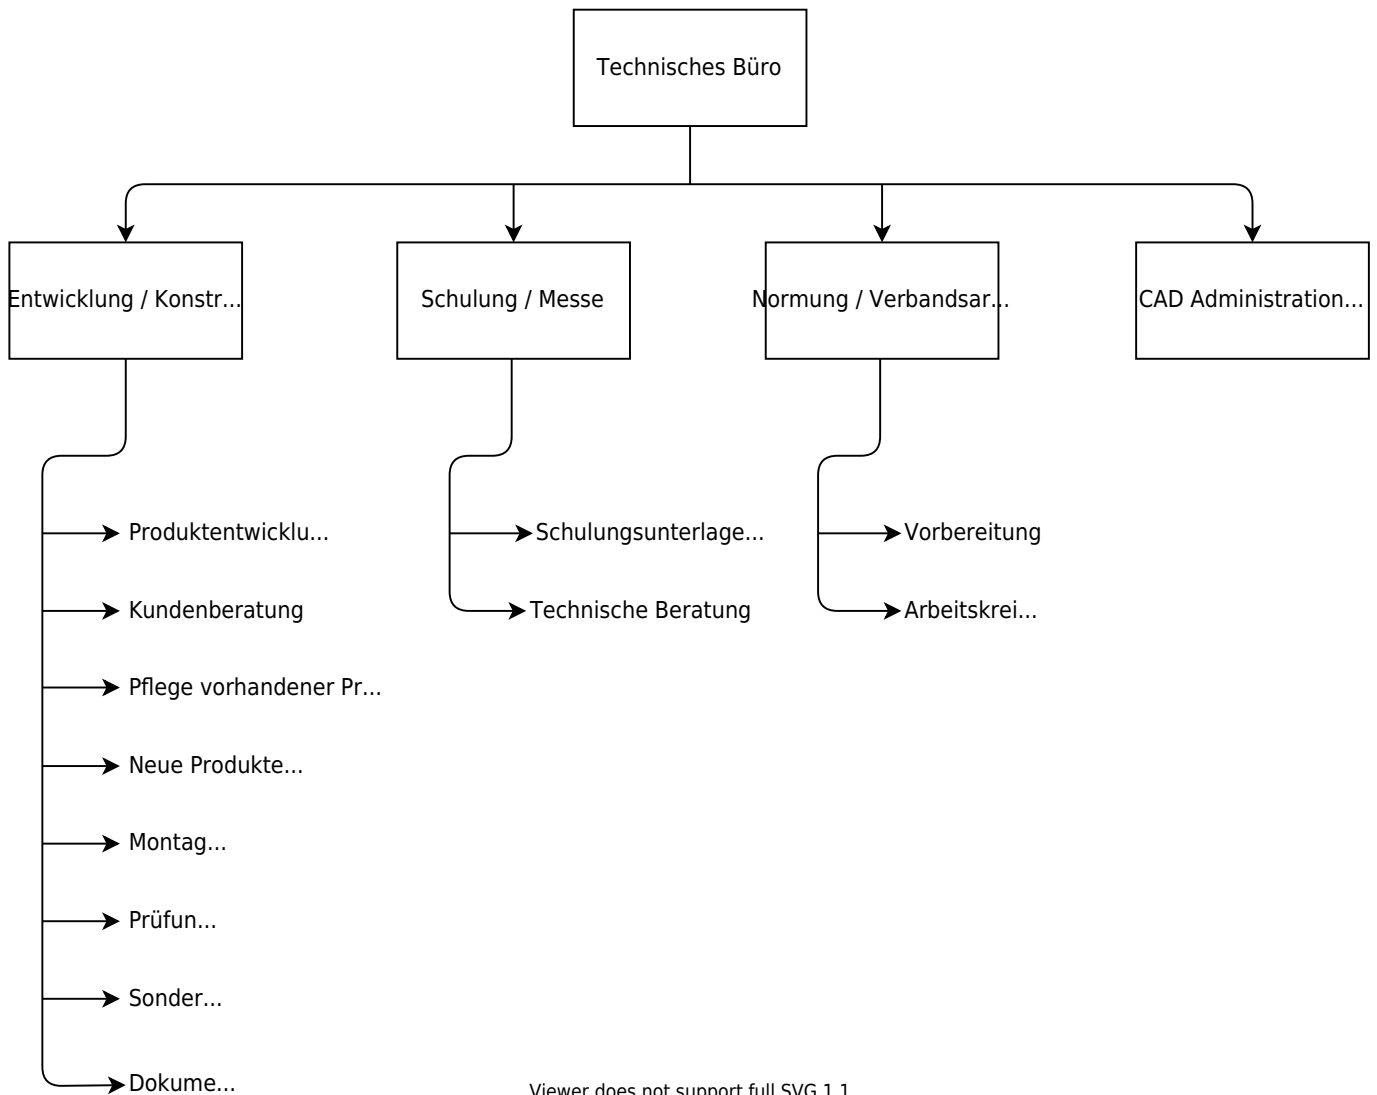 Technisches Büro
Entwicklung / Konstr...
Schulung / Messe
Normung / Verbandsar...
CAD Administration...
Produktentwicklu...
Kundenberatung
Pflege vorhandener Pr...
Neue Produkte...
Montag...
Prüfun...
Sonder...
Dokume...
Schulungsunterlage...
Technische Beratung
Vorbereitung
Arbeitskrei...
Viewer does not support full SVG 1.1